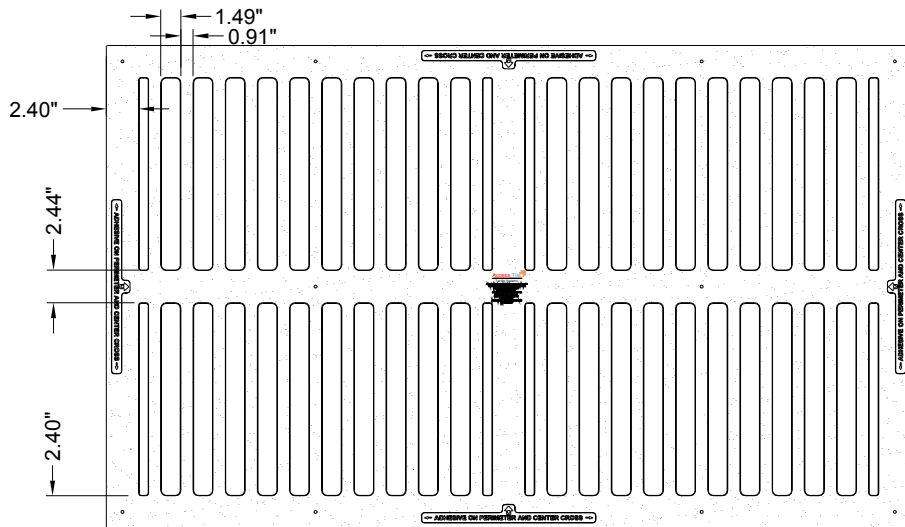 1.49"
0.91"
← ADHESIVE ON PERIMETER AND CENTER CROSS →
2.40"
2.44"
← ADHESIVE ON PERIMETER AND CENTER CROSS →
Access
← ADHESIVE ON PERIMETER AND CENTER CROSS →
2.40"
← ADHESIVE ON PERIMETER AND CENTER CROSS →